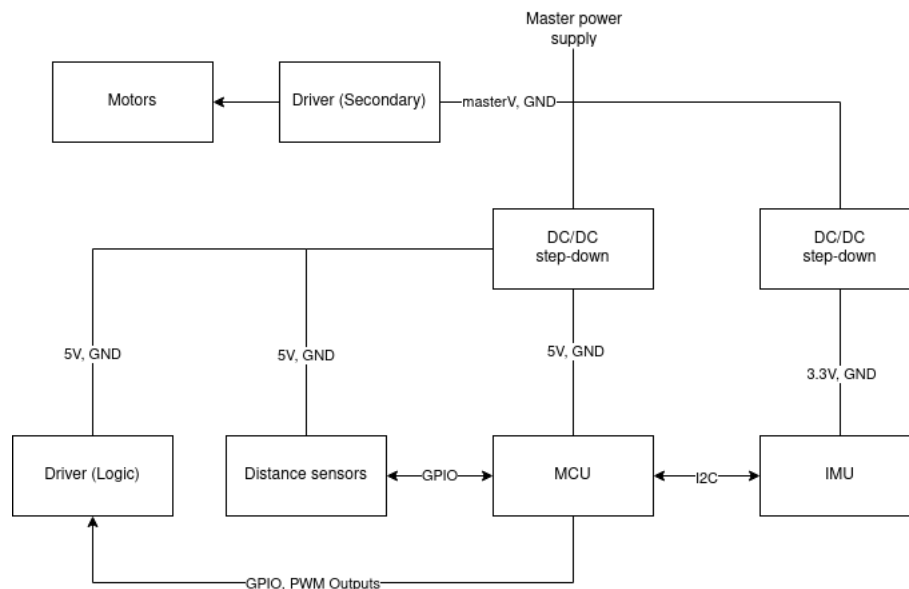 Master power
supply
Motors
Driver (Secondary)
masterV, GND
DC/DC
step-down
DC/DC
step-down
5V, GND
5V, GND
5V, GND
3.3V, GND
Driver (Logic)
Distance sensors
GPIO
MCU
I2C
IMU
GPIO, PWM Outputs